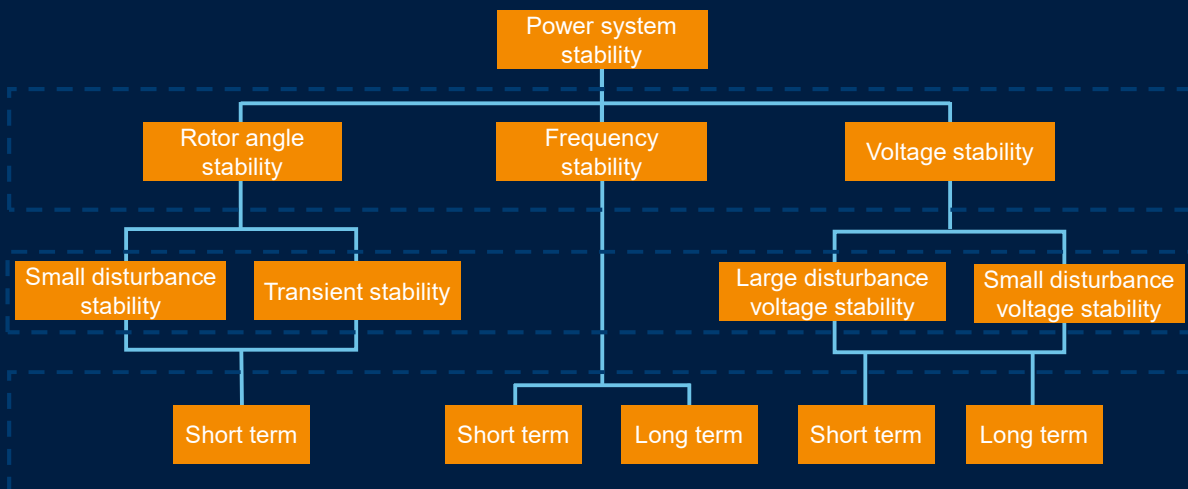 Power system
stability
Rotor angle
stability
Frequency
stability
Voltage stability
Small disturbance
stability
Transient stability
Large disturbance
voltage stability
Small disturbance
voltage stability
Short term
Short term
Long term
Short term
Long term